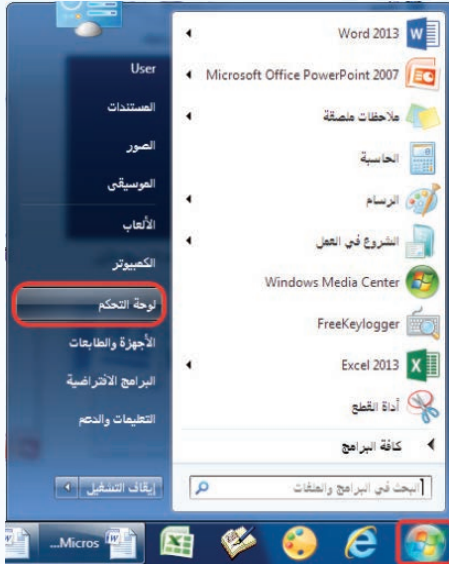 Word 2013
Microsoft Office PowerPoint 2007
ملاحظات ملصقة
الحاسبة
الرسام
الشروع في العمل
Windows Media Center
FreeKeylogger
Excel 2013
أداة القطع
كافة البرامج
البحث في البرامج والملفات
User
المستندات
الصور
الموسيقى
الألعاب
الكمبيوتر
لوحة التحكم
الأجهزة والطابعات
البرامج الافتراضية
التعليمات والدعم
إيقاف التشغيل
Micros...